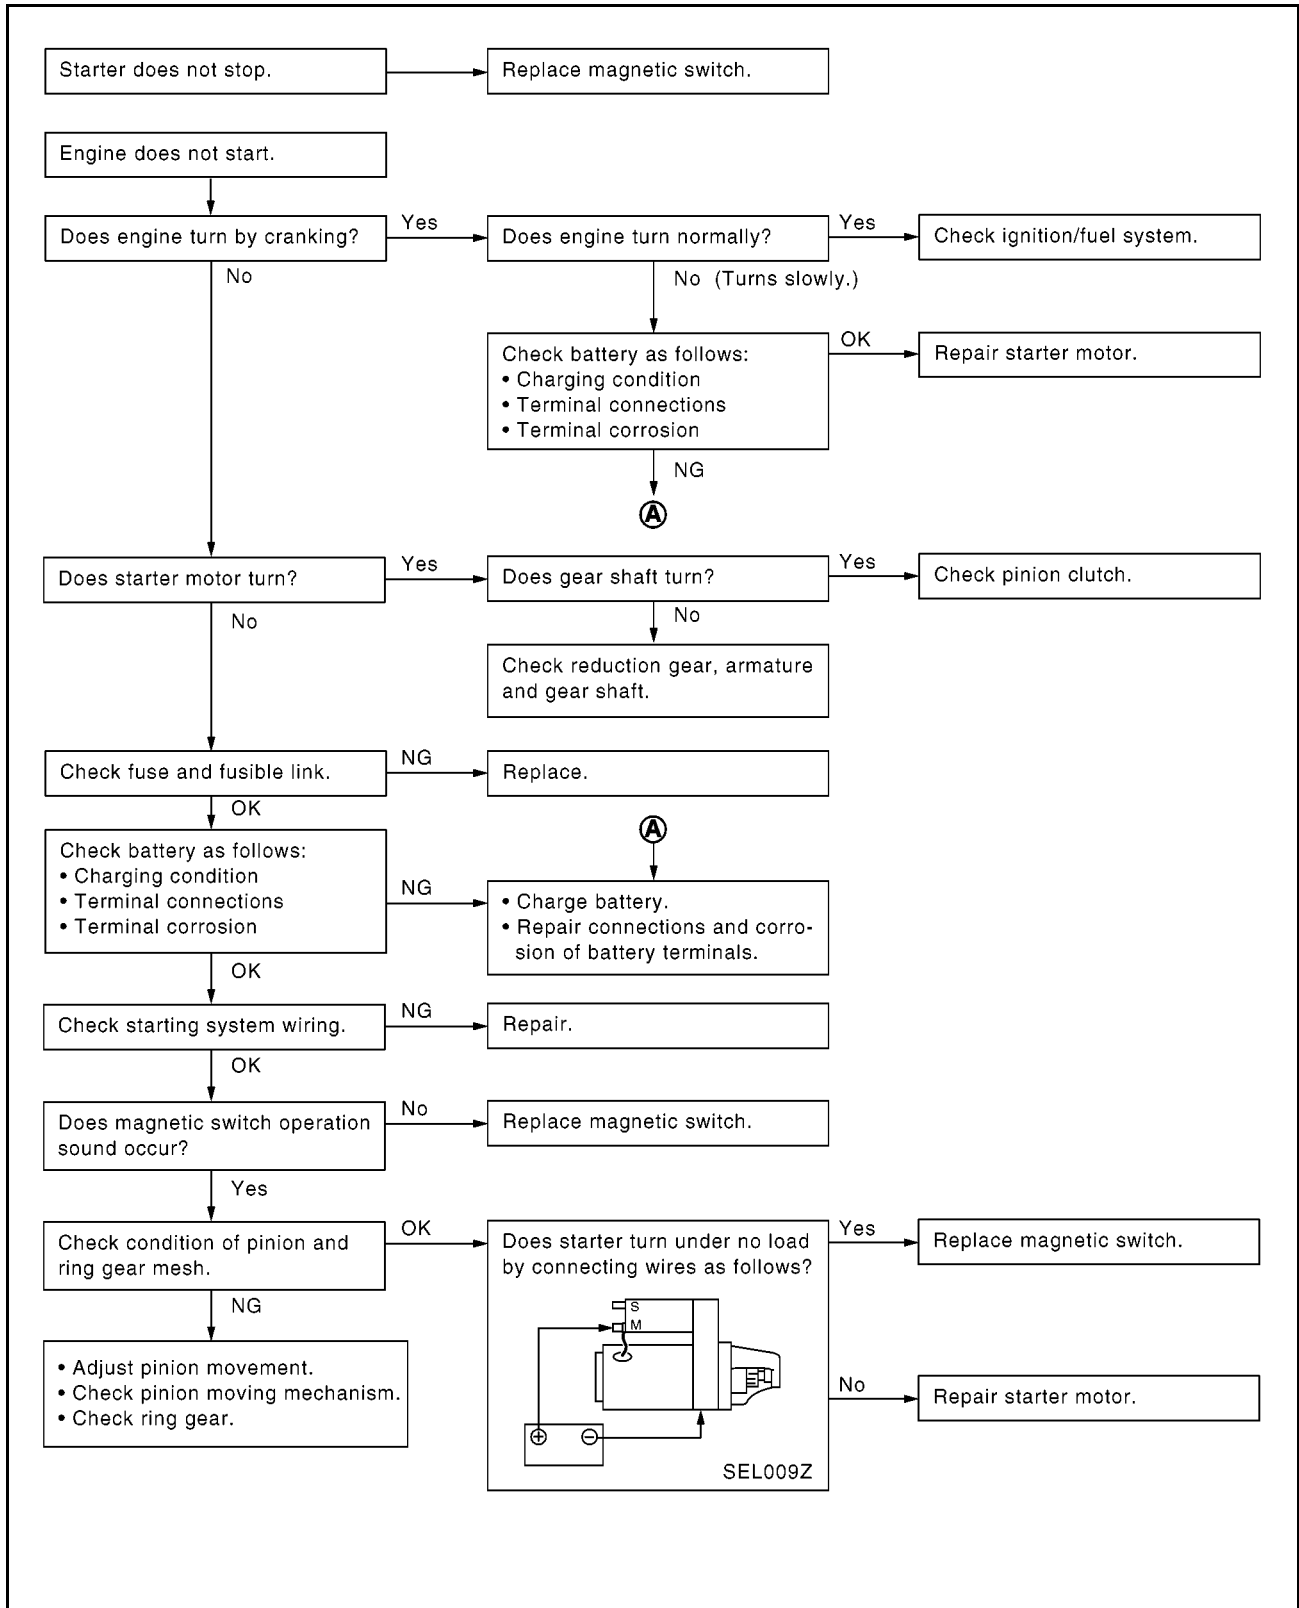 Starter does not stop.
Replace magnetic switch.
Engine does not start.
Does engine turn by cranking?
Yes
Does engine turn normally?
Yes
Check ignition/fuel system.
No
No (Turns slowly.)
Check battery as follows:
• Charging condition
• Terminal connections
• Terminal corrosion
OK
Repair starter motor.
NG
A
Does starter motor turn?
Yes
Does gear shaft turn?
Yes
Check pinion clutch.
No
No
Check reduction gear, armature
and gear shaft.
Check fuse and fusible link.
NG
Replace.
OK
A
Check battery as follows:
• Charging condition
• Terminal connections
• Terminal corrosion
NG
• Charge battery.
• Repair connections and corro-
sion of battery terminals.
OK
Check starting system wiring.
NG
Repair.
OK
Does magnetic switch operation
sound occur?
No
Replace magnetic switch.
Yes
Check condition of pinion and
ring gear mesh.
OK
Does starter turn under no load
by connecting wires as follows?
Yes
Replace magnetic switch.
S
M
+ −
SEL009Z
No
Repair starter motor.
NG
• Adjust pinion movement.
• Check pinion moving mechanism.
• Check ring gear.